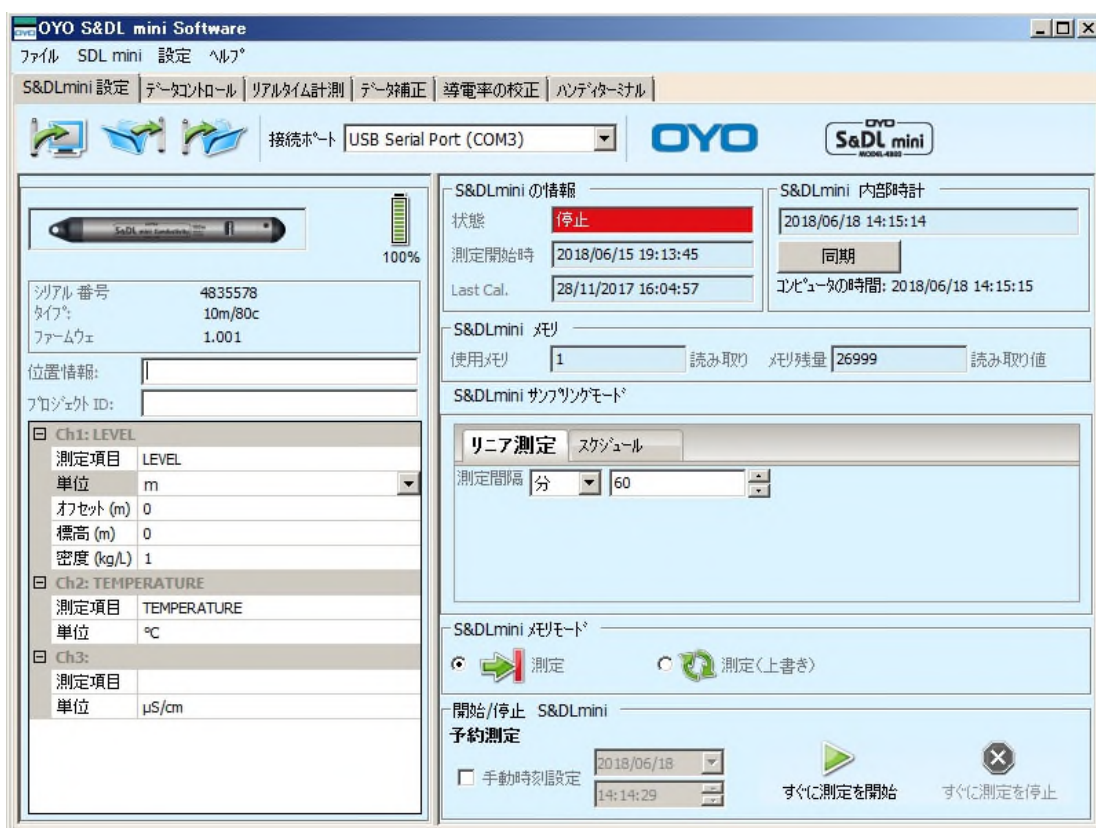 OYO S&DL mini Software
ファイル SDL mini 設定 ヘルプ
S&DLmini 設定 データコントロール リアルタイム計測 データ補正 導電率の校正 ハンディターミナル
接続ポート USB Serial Port (COM3) OYO OYO S&DL mini MODEL-4800
S&DL mini Conductivity
100%
シリアル 番号 4835578
タイプ: 10m/80c
ファームウェ 1.001
位置情報:
プロジェクト ID:
Ch1: LEVEL
測定項目 LEVEL
単位 m
オフセット (m) 0
標高 (m) 0
密度 (kg/L) 1
Ch2: TEMPERATURE
測定項目 TEMPERATURE
単位 ℃
Ch3:
測定項目
単位 µS/cm
S&DLmini の情報
状態 停止
測定開始時 2018/06/15 19:13:45
Last Cal. 28/11/2017 16:04:57
S&DLmini 内部時計
2018/06/18 14:15:14
同期
コンピュータの時間: 2018/06/18 14:15:15
S&DLmini メモリ
使用メモリ 1 読み取り メモリ残量 26999 読み取り値
S&DLmini サンプリングモード
リニア測定 スケジュール
測定間隔 分 60
S&DLmini メモリモード
測定 測定(上書き)
開始/停止 S&DLmini
予約測定
手動時刻設定 2018/06/18
14:14:29
すぐに測定を開始 すぐに測定を停止